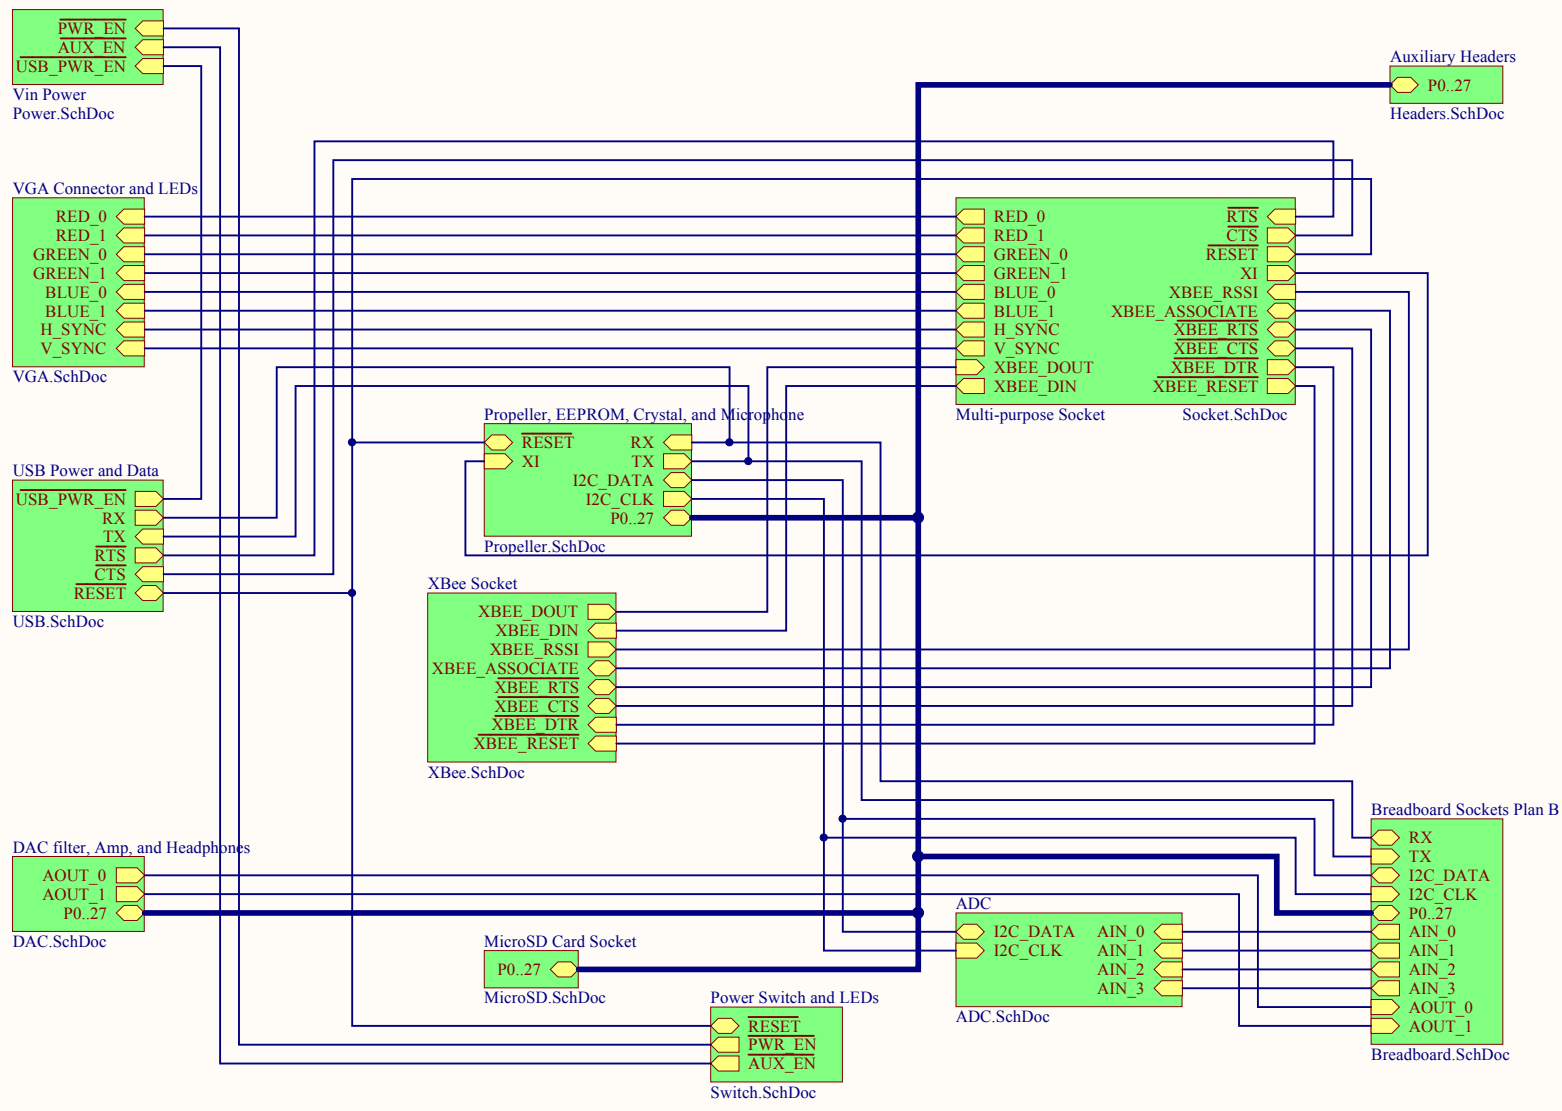 PWR_EN
AUX_EN
USB_PWR_EN
Vin Power
Power.SchDoc
Auxiliary Headers
P0..27
Headers.SchDoc
VGA Connector and LEDs
RED_0
RED_1
GREEN_0
GREEN_1
BLUE_0
BLUE_1
H_SYNC
V_SYNC
VGA.SchDoc
RED_0 RTS
RED_1 CTS
GREEN_0 RESET
GREEN_1 XI
BLUE_0 XBEE_RSSI
BLUE_1 XBEE_ASSOCIATE
H_SYNC XBEE_RTS
V_SYNC XBEE_CTS
XBEE_DOUT XBEE_DTR
XBEE_DIN XBEE_RESET
Multi-purpose Socket Socket.SchDoc
Propeller, EEPROM, Crystal, and Microphone
RESET RX
XI TX
I2C_DATA
I2C_CLK
P0..27
Propeller.SchDoc
USB Power and Data
USB_PWR_EN
RX
TX
RTS
CTS
RESET
USB.SchDoc
XBee Socket
XBEE_DOUT
XBEE_DIN
XBEE_RSSI
XBEE_ASSOCIATE
XBEE_RTS
XBEE_CTS
XBEE_DTR
XBEE_RESET
XBee.SchDoc
DAC filter, Amp, and Headphones
AOUT_0
AOUT_1
P0..27
DAC.SchDoc
MicroSD Card Socket
P0..27
MicroSD.SchDoc
Power Switch and LEDs
RESET
PWR_EN
AUX_EN
Switch.SchDoc
ADC
I2C_DATA AIN_0
I2C_CLK AIN_1
AIN_2
AIN_3
ADC.SchDoc
Breadboard Sockets Plan B
RX
TX
I2C_DATA
I2C_CLK
P0..27
AIN_0
AIN_1
AIN_2
AIN_3
AOUT_0
AOUT_1
Breadboard.SchDoc